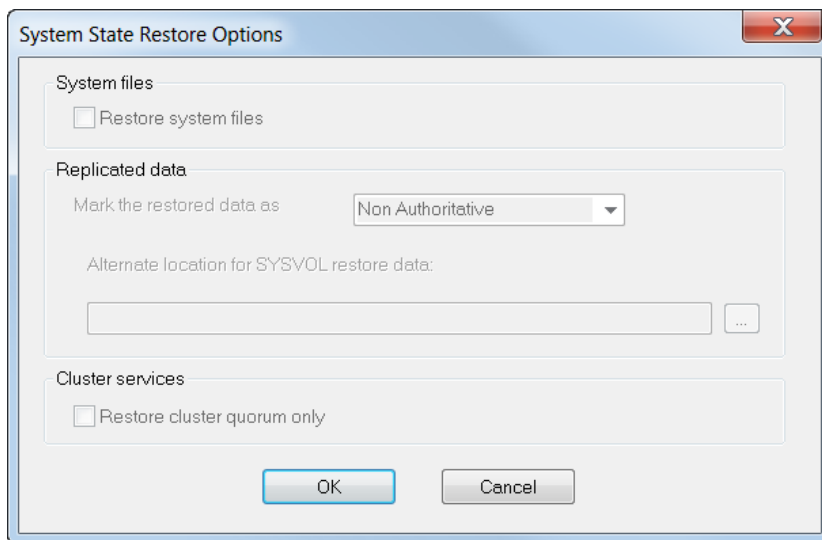 System State Restore Options
System files
Restore system files
Replicated data
Mark the restored data as
Non Authoritative
Alternate location for SYSVOL restore data:
...
Cluster services
Restore cluster quorum only
OK
Cancel